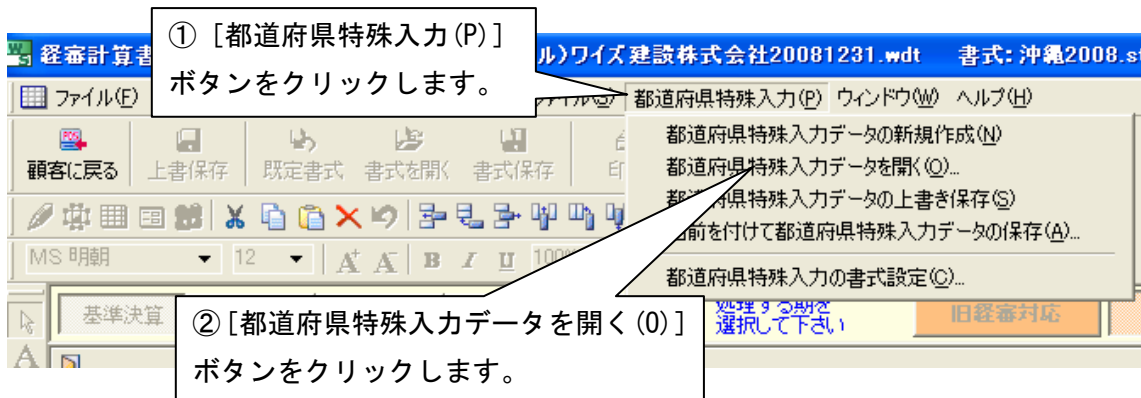 ① [都道府県特殊入力(P)]
ボタンをクリックします。
経審計算書
ル)ワイズ建設株式会社20081231.wdt 書式: 沖縄2008.s
ファイル(F)
都道府県特殊入力(P) ウィンドウ(W) ヘルプ(H)
都道府県特殊入力データの新規作成(N)
都道府県特殊入力データを開く(O)...
都道府県特殊入力データの上書き保存(S)
名前を付けて都道府県特殊入力データの保存(A)...
都道府県特殊入力の書式設定(C)...
顧客に戻る 上書保存 既定書式 書式を開く 書式保存 印
MS 明朝 12 A A B I U 100%
基準決算
処理する期を
選択して下さい
旧経審対応
②[都道府県特殊入力データを開く(O)]
ボタンをクリックします。